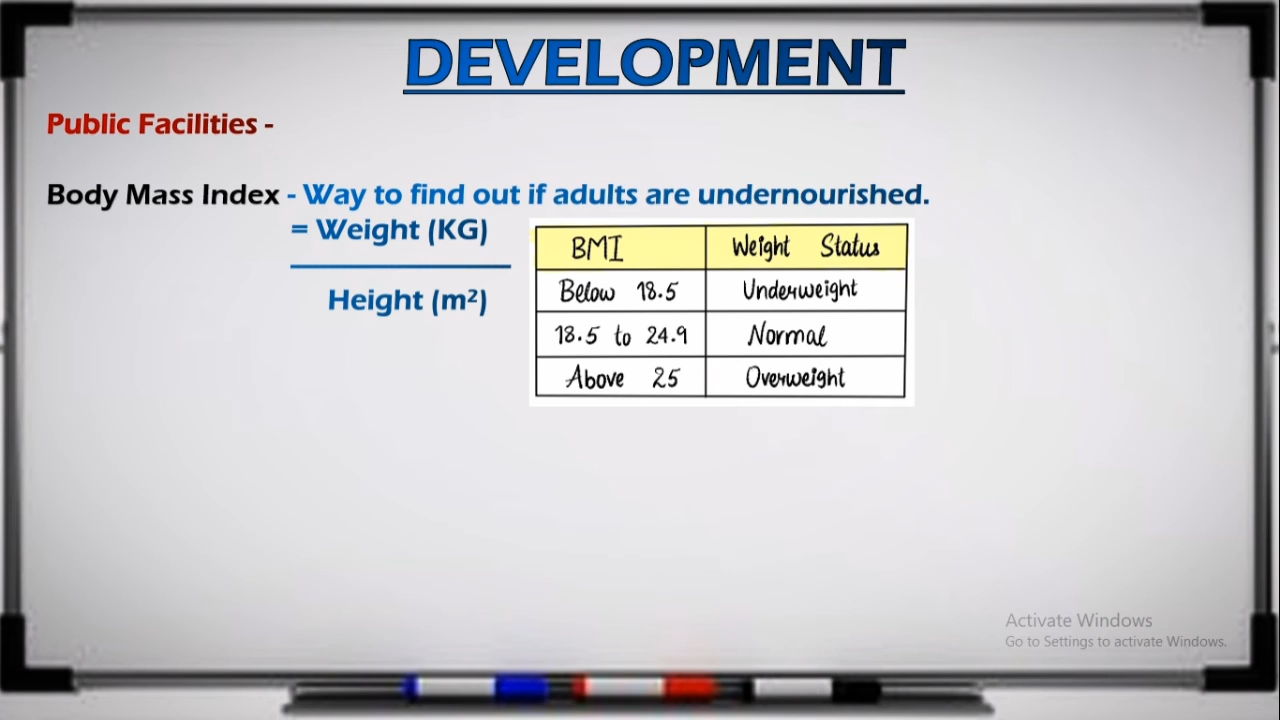 DEVELOPMENT
Public Facilities -
Body Mass Index - Way to find out if adults are undernourished.
= Weight (KG)
Height (m²)
BMI Weight Status
Below 18.5 Underweight
18.5 to 24.9 Normal
Above 25 Overweight
Activate Windows
Go to Settings to activate Windows.